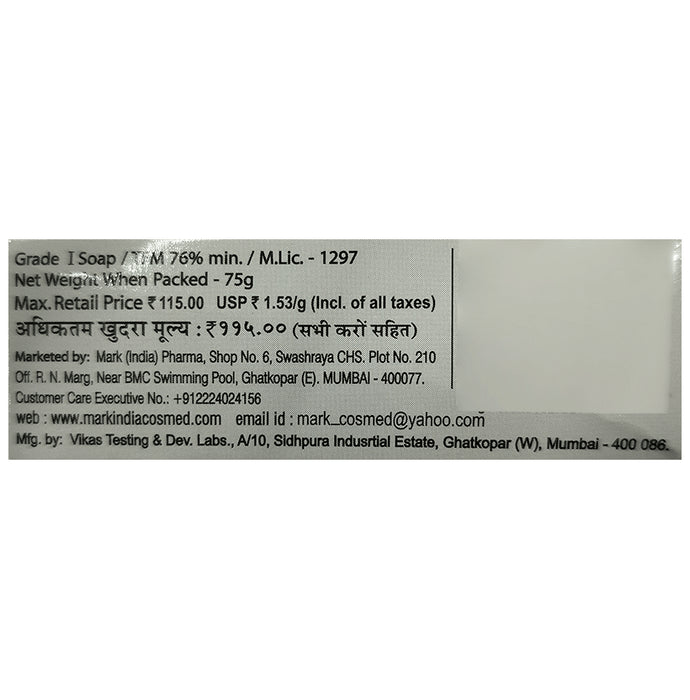 Grade I Soap / TFM 76% min. / M.Lic. - 1297
Net Weight When Packed - 75g
Max. Retail Price ₹ 115.00 USP ₹ 1.53/g (Incl. of all taxes)
अधिकतम खुदरा मूल्य : ₹११५.०० (सभी करों सहित)
Marketed by: Mark (India) Pharma, Shop No. 6, Swashraya CHS. Plot No. 210
Off. R. N. Marg, Near BMC Swimming Pool, Ghatkopar (E). MUMBAI - 400077.
Customer Care Executive No.: +912224024156
web : www.markindiacosmed.com email id : mark_cosmed@yahoo.com
Mfg. by: Vikas Testing & Dev. Labs., A/10, Sidhpura Indusrtial Estate, Ghatkopar (W), Mumbai - 400 086.